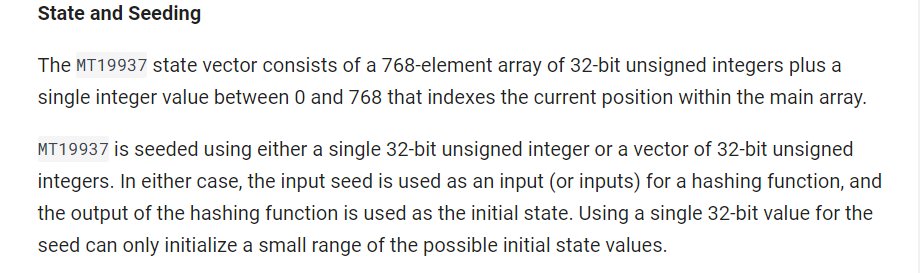 State and Seeding
The MT19937 state vector consists of a 768-element array of 32-bit unsigned integers plus a
single integer value between 0 and 768 that indexes the current position within the main array.
MT19937 is seeded using either a single 32-bit unsigned integer or a vector of 32-bit unsigned
integers. In either case, the input seed is used as an input (or inputs) for a hashing function, and
the output of the hashing function is used as the initial state. Using a single 32-bit value for the
seed can only initialize a small range of the possible initial state values.